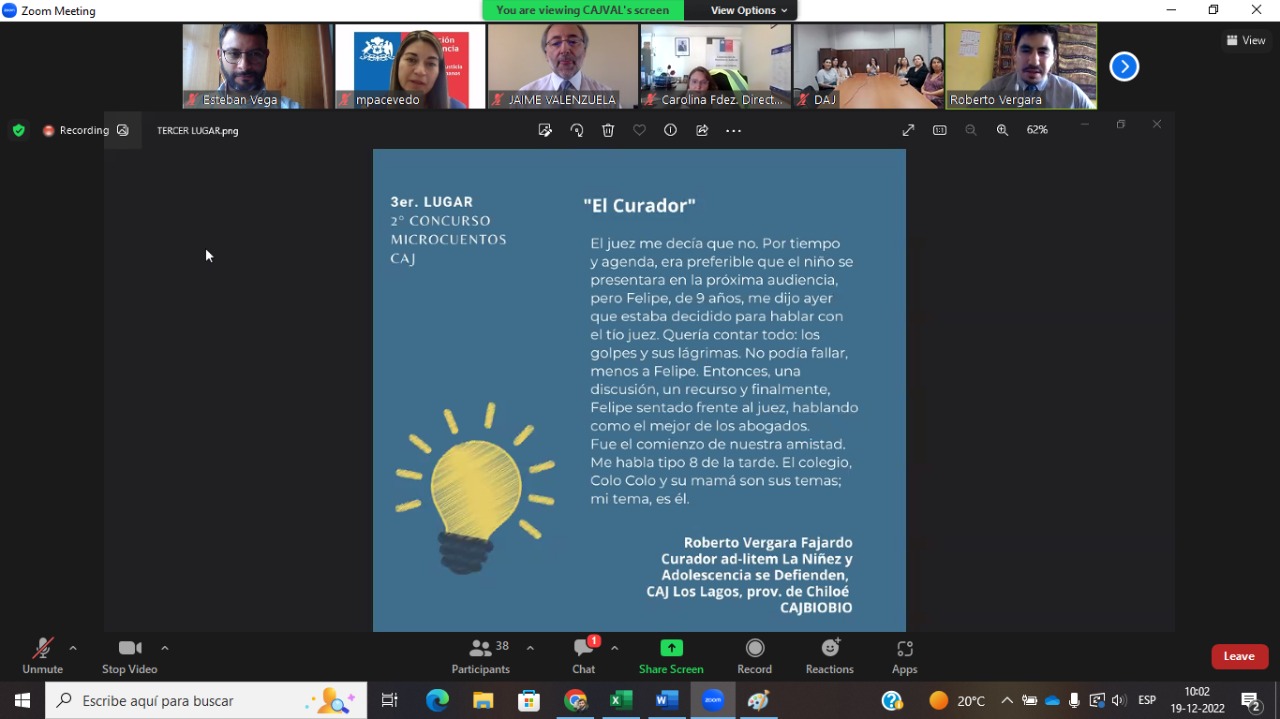 Zoom Meeting
You are viewing CAJVAL's screen
View Options
Esteban Vega
mpacevedo
JAIME VALENZUELA
Carolina Fdez. Direct...
DAJ
Roberto Vergara
View
Recording
TERCER LUGAR.png
62%
3er. LUGAR
2° CONCURSO
MICROCUENTOS
CAJ
"El Curador"
El juez me decía que no. Por tiempo
y agenda, era preferible que el niño se
presentara en la próxima audiencia,
pero Felipe, de 9 años, me dijo ayer
que estaba decidido para hablar con
el tío juez. Quería contar todo: los
golpes y sus lágrimas. No podía fallar,
menos a Felipe. Entonces, una
discusión, un recurso y finalmente,
Felipe sentado frente al juez, hablando
como el mejor de los abogados.
Fue el comienzo de nuestra amistad.
Me habla tipo 8 de la tarde. El colegio,
Colo Colo y su mamá son sus temas;
mi tema, es él.
Roberto Vergara Fajardo
Curador ad-litem La Niñez y
Adolescencia se Defienden,
CAJ Los Lagos, prov. de Chiloé
CAJBIOBIO
Unmute
Stop Video
38
Participants
1
Chat
Share Screen
Record
Reactions
Apps
Leave
Escribe aquí para buscar
20°C
ESP
10:02
19-12-2022
2